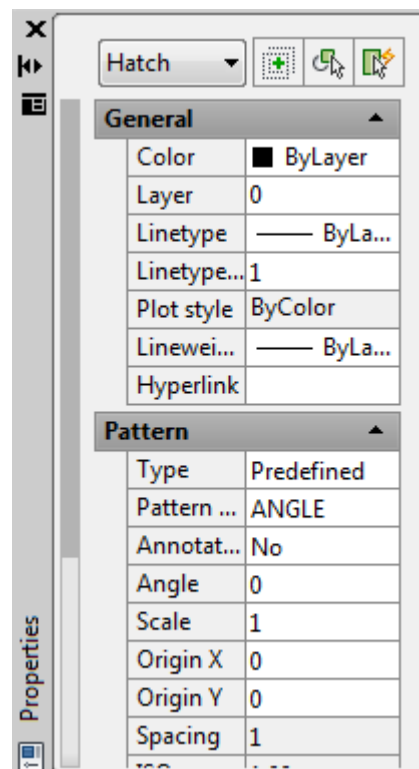 Hatch
General
Color ByLayer
Layer 0
Linetype ByLa...
Linetype... 1
Plot style ByColor
Linewei... ByLa...
Hyperlink
Pattern
Type Predefined
Pattern ... ANGLE
Annotat... No
Angle 0
Scale 1
Origin X 0
Origin Y 0
Spacing 1
Properties